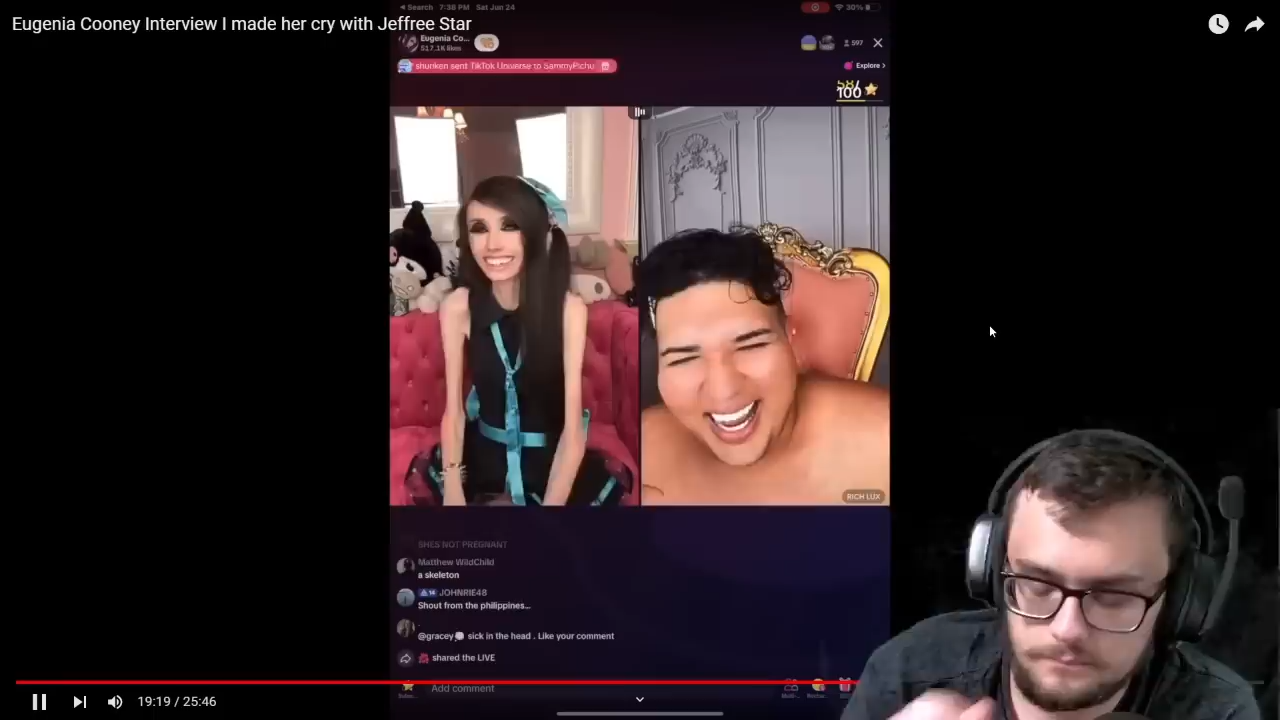 Eugenia Cooney Interview I made her cry with Jeffree Star
Search 7:38 PM Sat Jun 24
30%
Eugenia Co...
517.1K likes
597
shunken sent TikTok Universe to SammyPichu
Explore
/100
RICH LUX
SHES NOT PREGNANT
Matthew WildChild
a skeleton
14 JOHNRIE48
Shout from the philippines...
@gracey sick in the head . Like your comment
shared the LIVE
Add comment
19:19 / 25:46